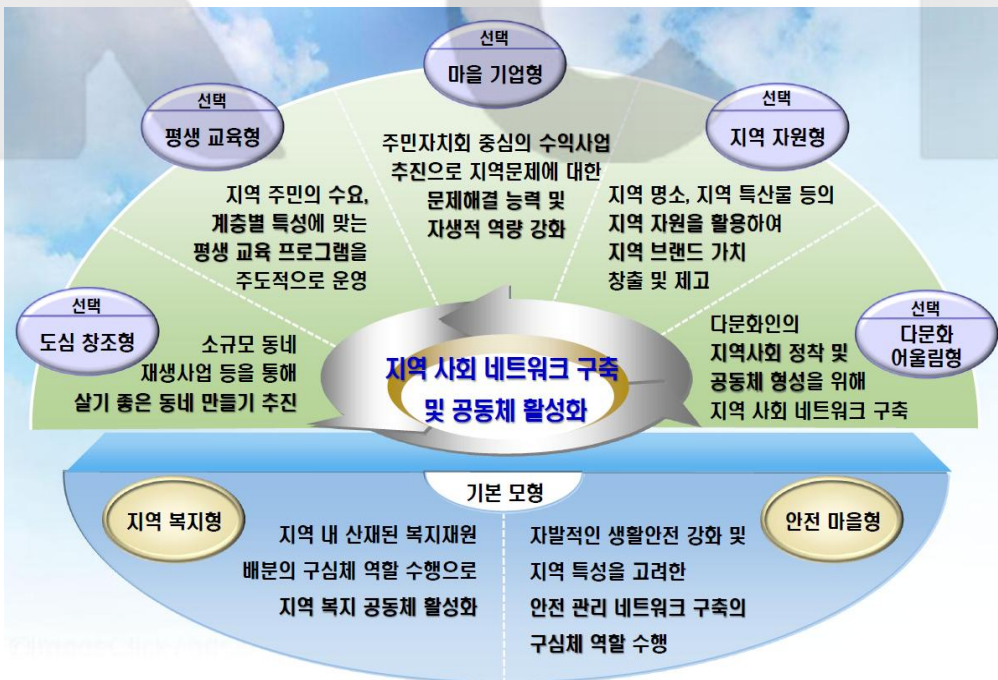 선택
마을 기업형
주민자치회 중심의 수익사업
추진으로 지역문제에 대한
문제해결 능력 및
자생적 역량 강화
선택
평생 교육형
지역 주민의 수요,
계층별 특성에 맞는
평생 교육 프로그램을
주도적으로 운영
선택
지역 자원형
지역 명소, 지역 특산물 등의
지역 자원을 활용하여
지역 브랜드 가치
창출 및 제고
선택
도심 창조형
소규모 동네
재생사업 등을 통해
살기 좋은 동네 만들기 추진
선택
다문화
어울림형
다문화인의
지역사회 정착 및
공동체 형성을 위해
지역 사회 네트워크 구축
지역 사회 네트워크 구축
및 공동체 활성화
기본 모형
지역 복지형
지역 내 산재된 복지재원
배분의 구심체 역할 수행으로
지역 복지 공동체 활성화
안전 마을형
자발적인 생활안전 강화 및
지역 특성을 고려한
안전 관리 네트워크 구축의
구심체 역할 수행